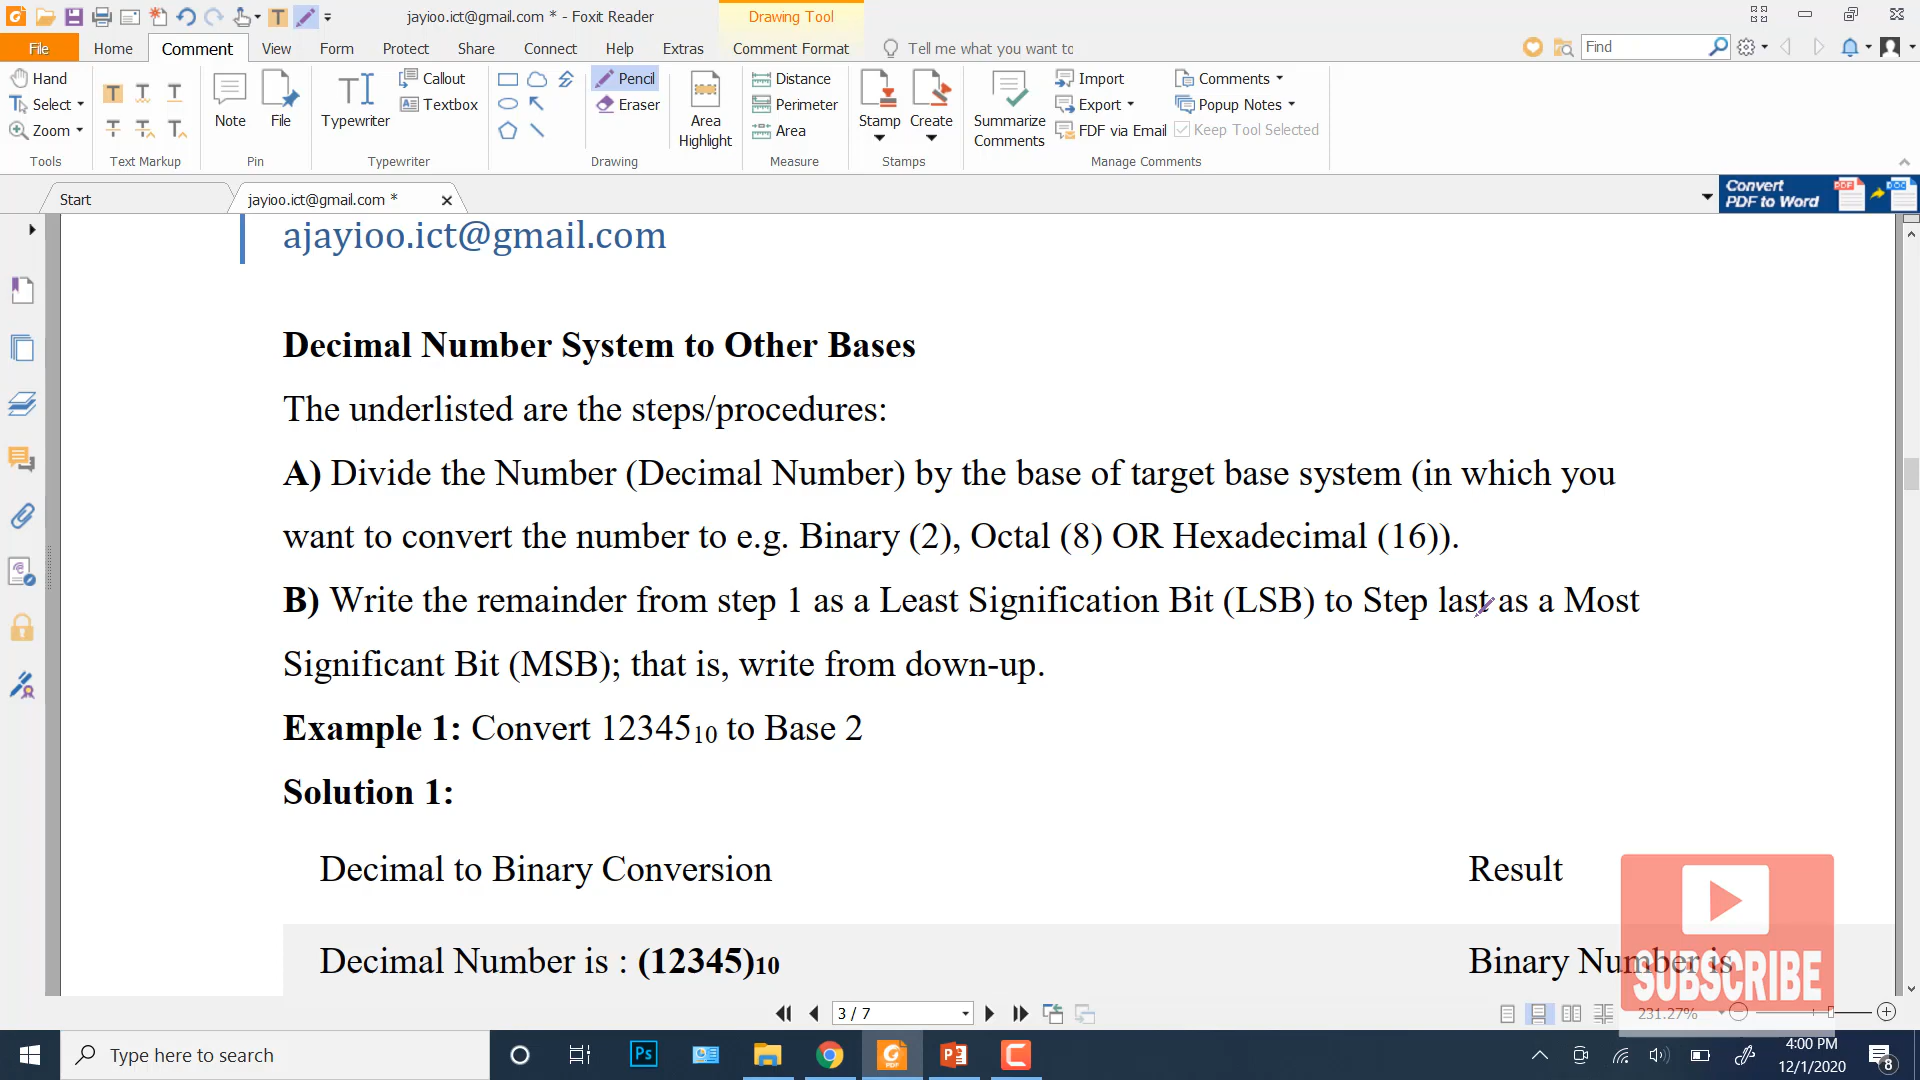 jayioo.ict@gmail.com * - Foxit Reader
Drawing Tool
File
Home
Comment
View
Form
Protect
Share
Connect
Help
Extras
Comment Format
Tell me what you want to
Find
Hand
Select
Zoom
Tools
Text Markup
Note
File
Pin
Typewriter
Callout
Textbox
Typewriter
Pencil
Eraser
Drawing
Area
Highlight
Distance
Perimeter
Area
Measure
Stamp
Create
Stamps
Summarize
Comments
Import
Export
FDF via Email
Comments
Popup Notes
Keep Tool Selected
Manage Comments
Start
jayioo.ict@gmail.com *
Convert
PDF to Word
ajayioo.ict@gmail.com
Decimal Number System to Other Bases
The underlisted are the steps/procedures:
A) Divide the Number (Decimal Number) by the base of target base system (in which you
want to convert the number to e.g. Binary (2), Octal (8) OR Hexadecimal (16)).
B) Write the remainder from step 1 as a Least Signification Bit (LSB) to Step last as a Most
Significant Bit (MSB); that is, write from down-up.
Example 1: Convert 12345₁₀ to Base 2
Solution 1:
Decimal to Binary Conversion
Result
Decimal Number is : (12345)₁₀
Binary Number is
SUBSCRIBE
3 / 7
231.27%
Type here to search
4:00 PM
12/1/2020
8